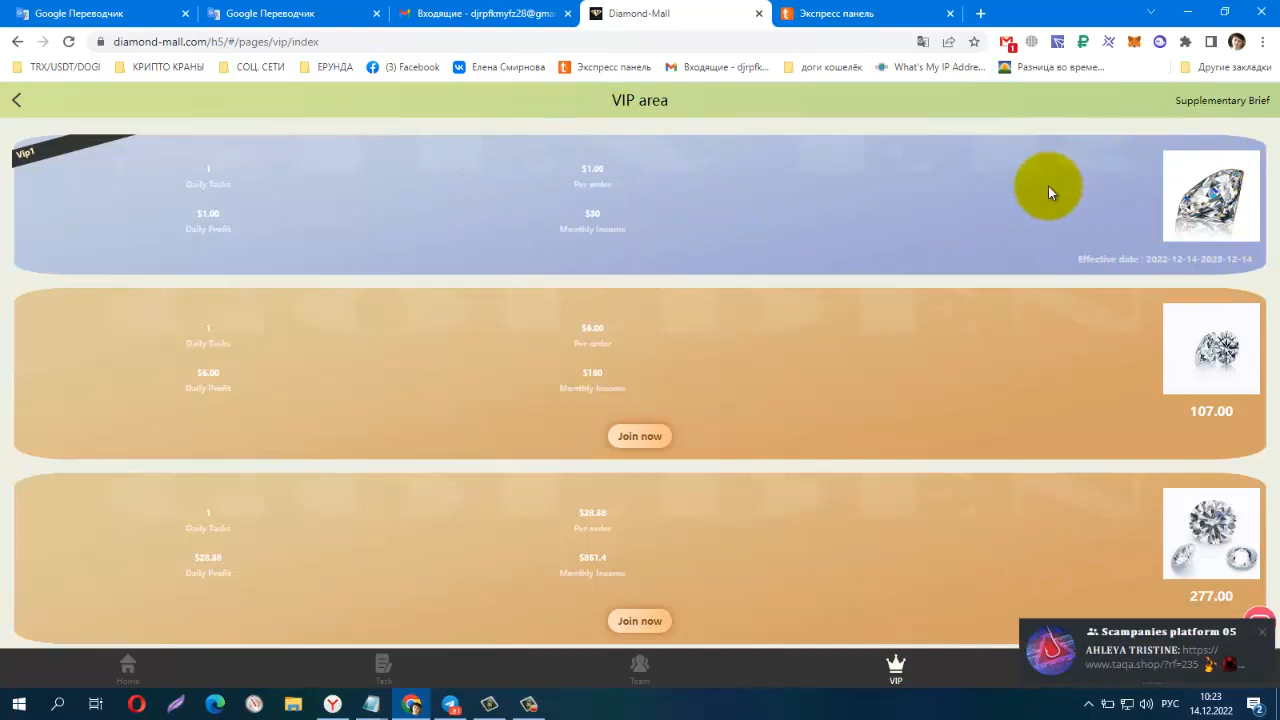 Google Переводчик
Google Переводчик
Входящие - djrpfkmyfz28@gma
Diamond-Mall
Экспресс панель
diamond-mall.com/h5/#/pages/vip/index
1
TRX/USDT/DOGI
КРИПТО КРАНЫ
СОЦ. СЕТИ
ЕРУНДА
(3) Facebook
Елена Смирнова
Экспресс панель
Входящие - djrpfk...
доги кошелёк
What's My IP Addre...
Разница во време...
Другие закладки
VIP area
Supplementary Brief
Vip1
1
Daily Tasks
$1.00
Per order
$1.00
Daily Profit
$30
Monthly Income
Effective date : 2022-12-14-2023-12-14
1
Daily Tasks
$6.00
Per order
$6.00
Daily Profit
$180
Monthly Income
107.00
Join now
1
Daily Tasks
$28.38
Per order
$28.38
Daily Profit
$851.4
Monthly Income
277.00
Join now
Scampanies platform 05
AHLEYA TRISTINE: https://
www.taqa.shop/?rf=235
Home
Task
Team
VIP
31
РУС
10:23
14.12.2022
2